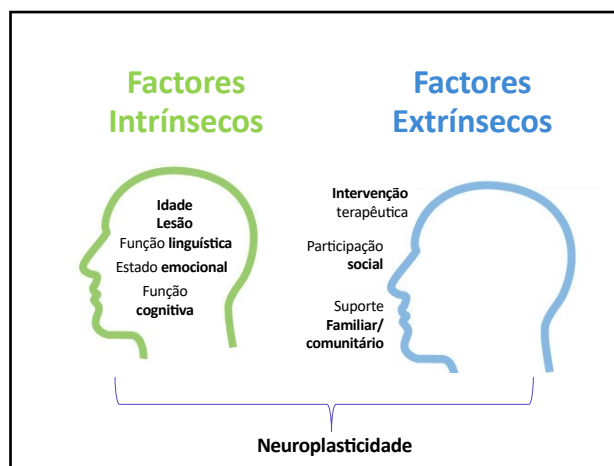 Factores
Intrínsecos
Idade
Lesão
Função linguística
Estado emocional
Função
cognitiva
Factores
Extrínsecos
Intervenção
terapêutica
Participação
social
Suporte
Familiar/
comunitário
Neuroplasticidade